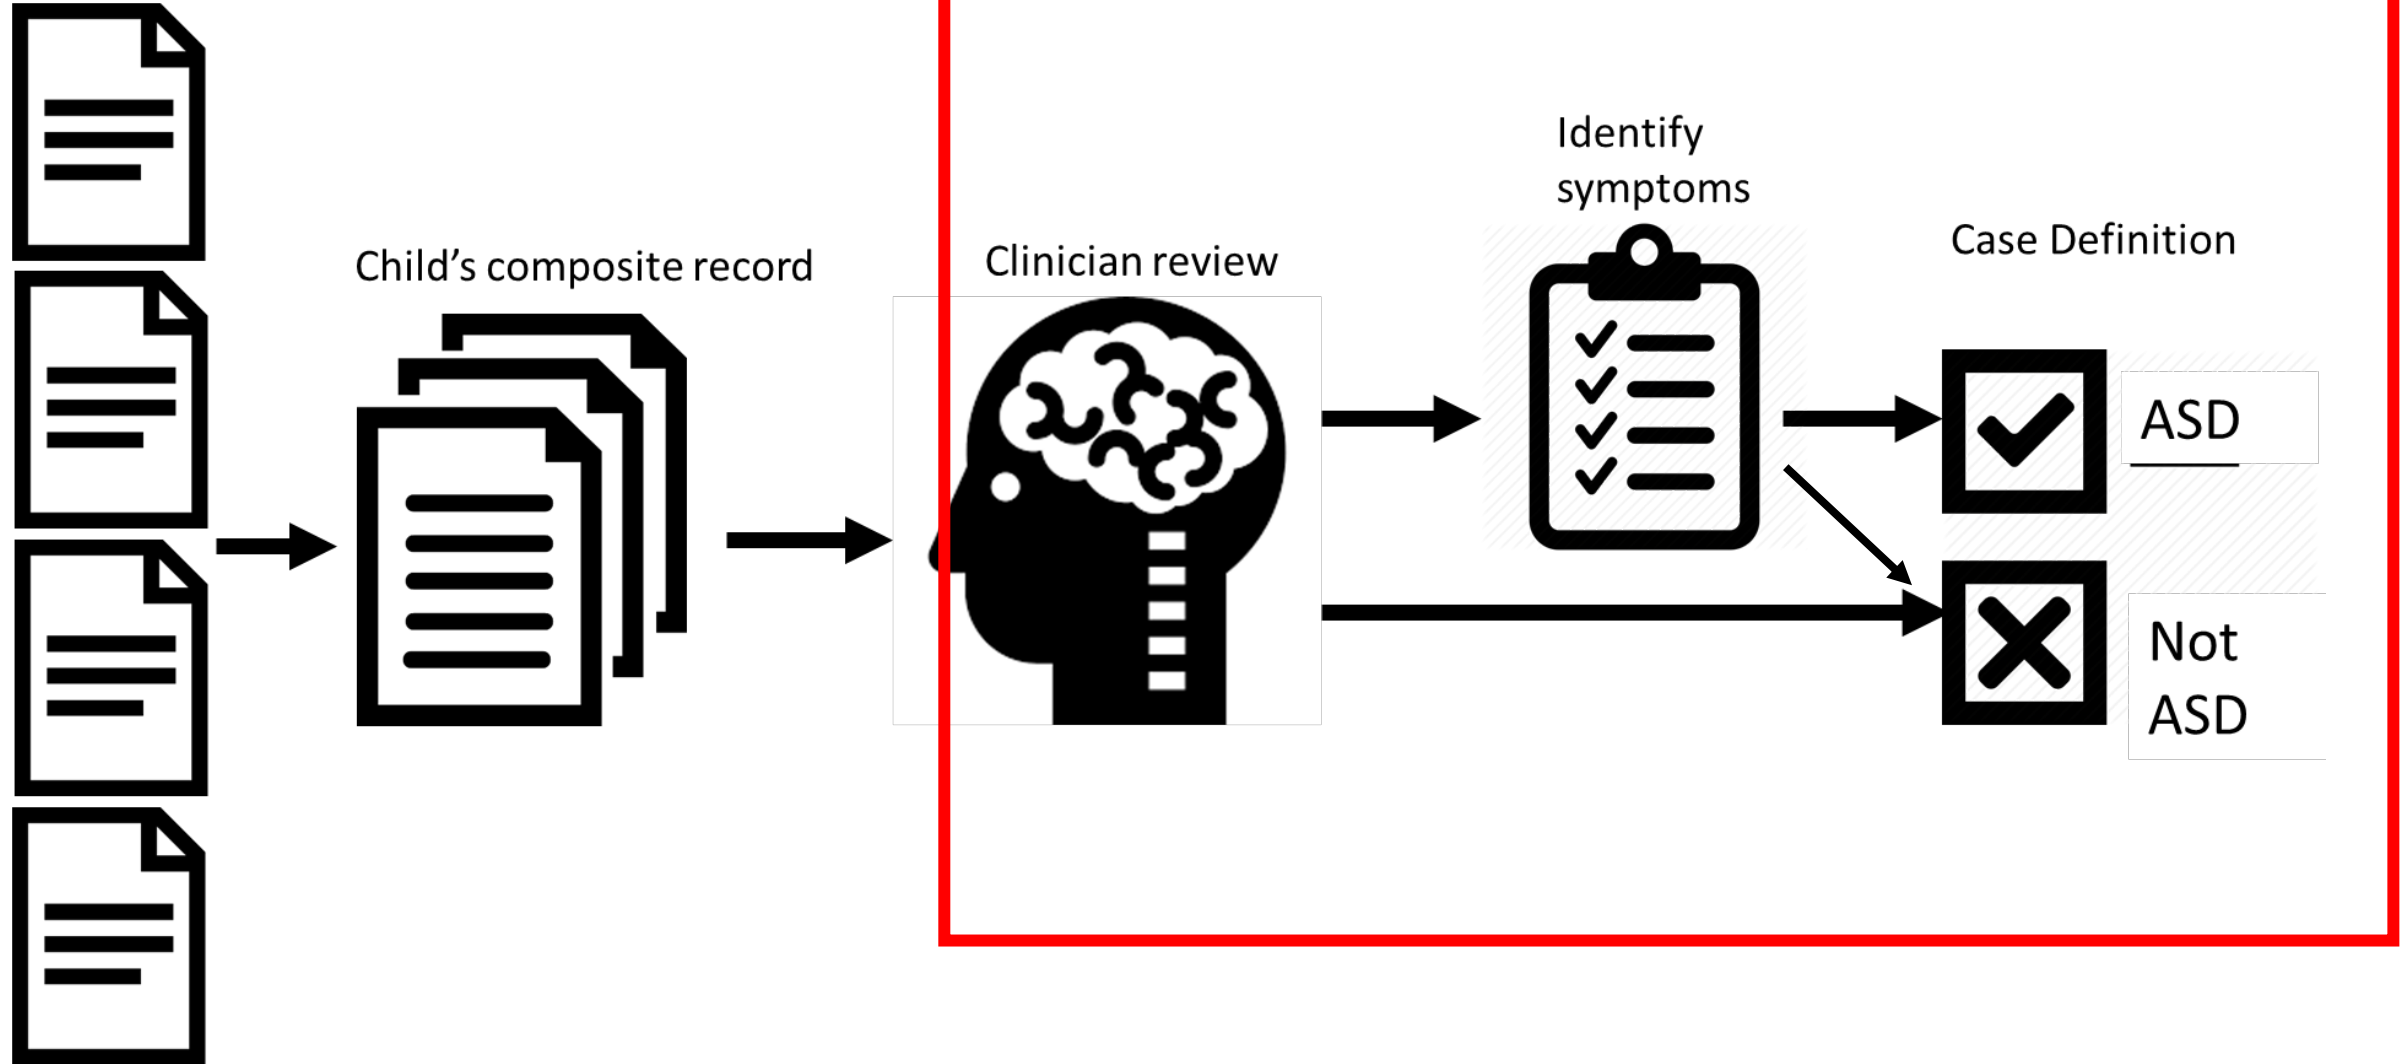 Child’s composite record
Clinician review
Identify
symptoms
Case Definition
ASD
Not
ASD